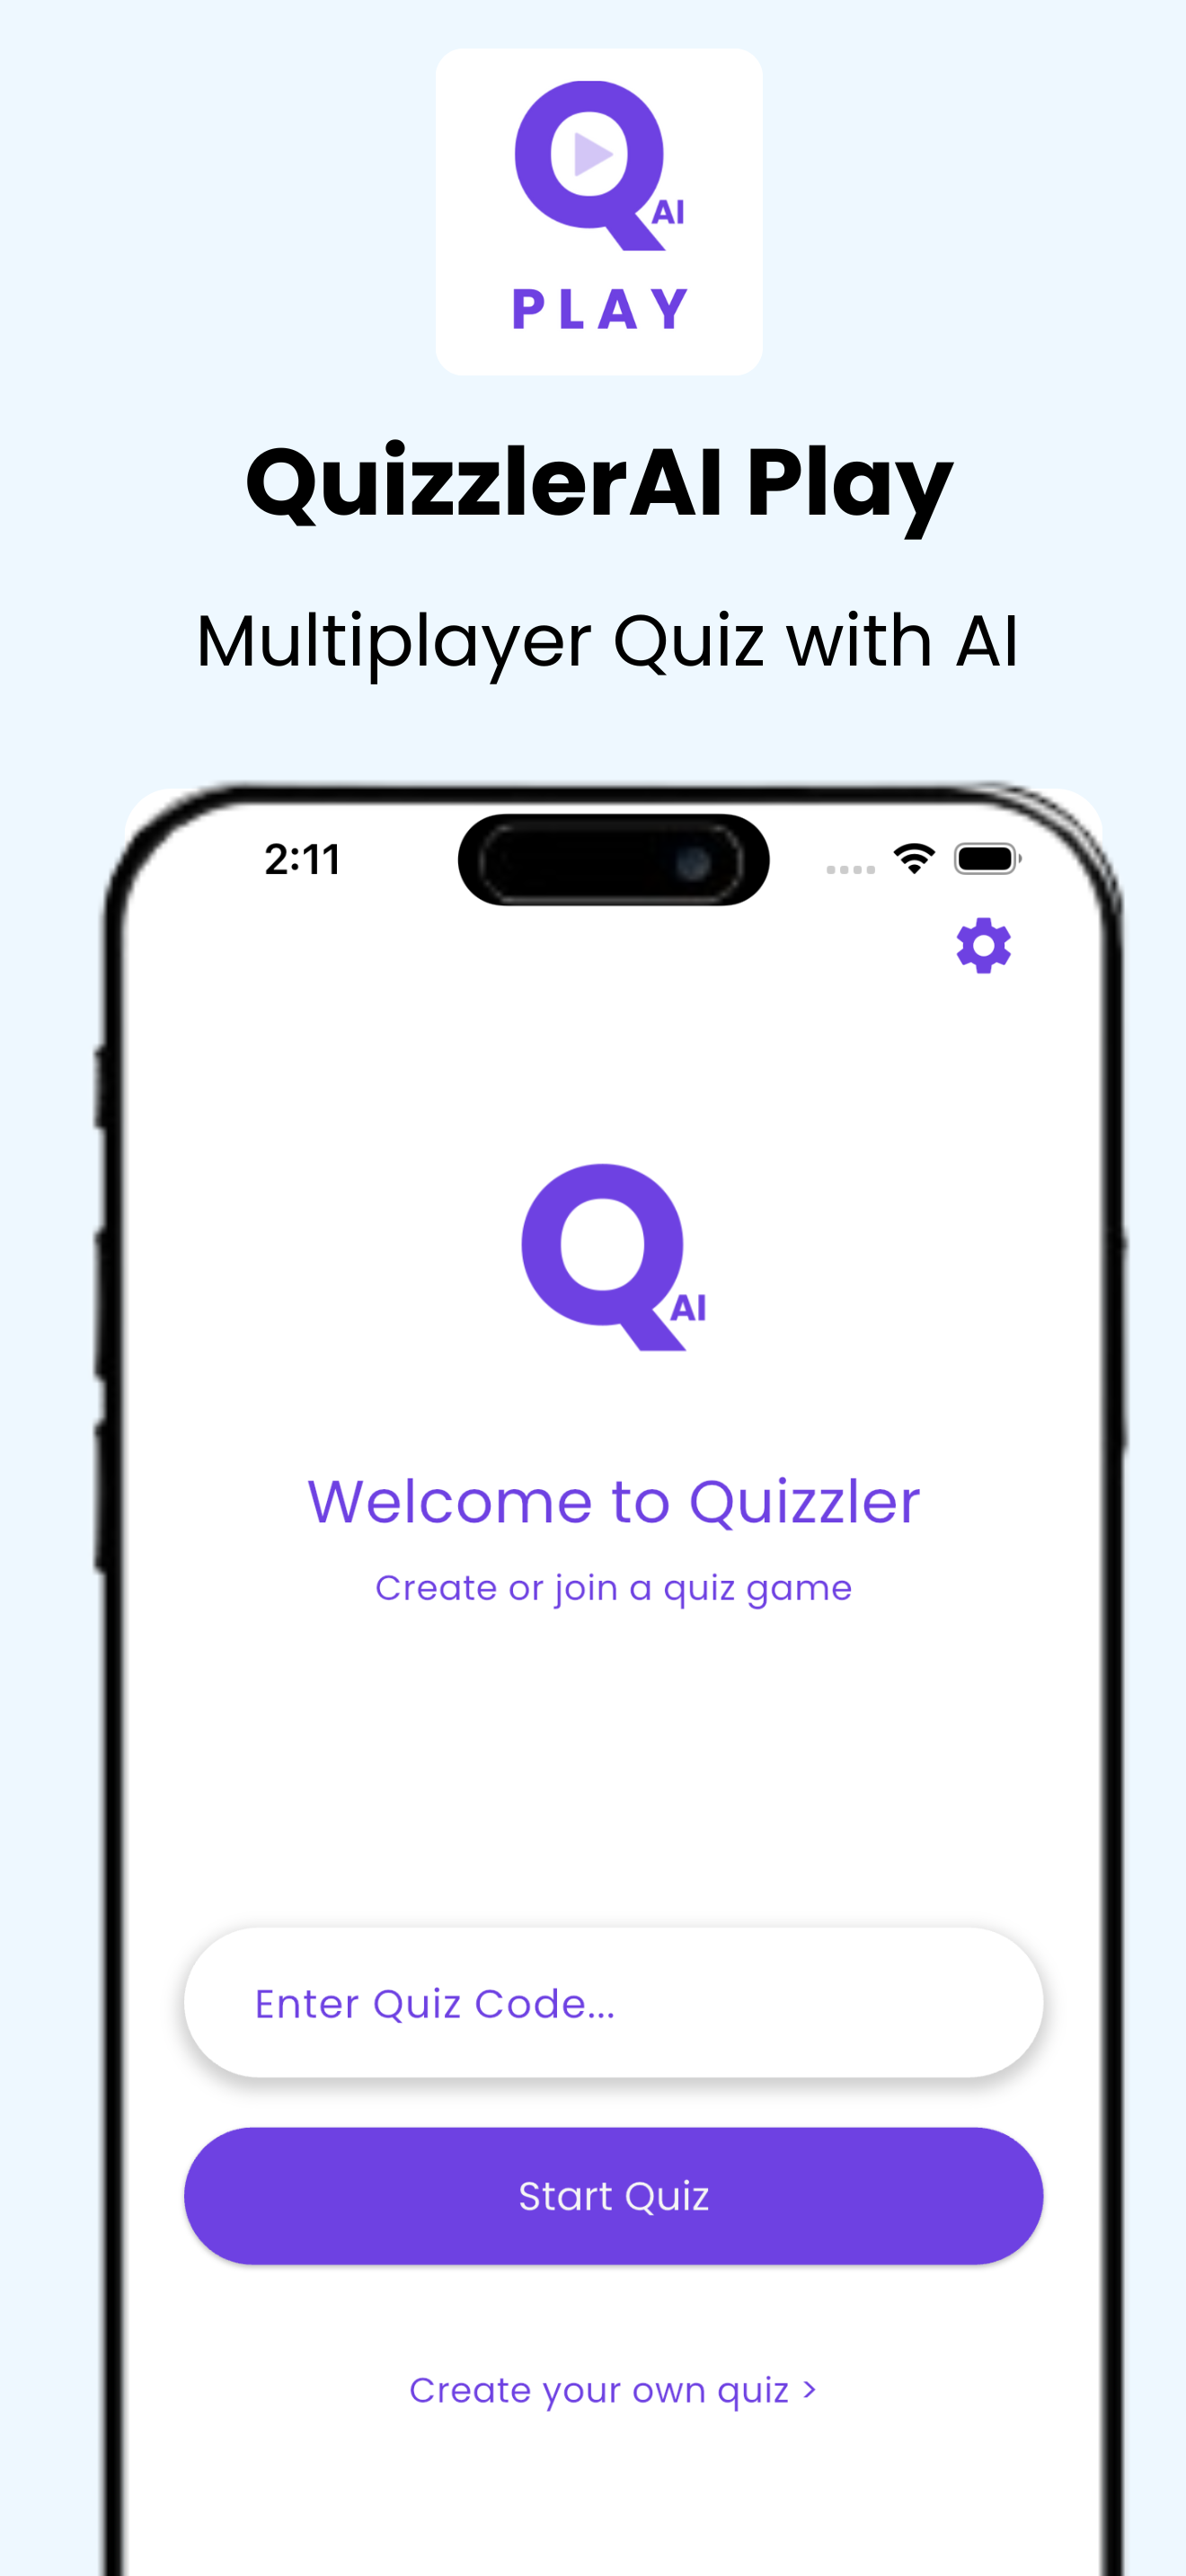 Q AI
PLAY
QuizzlerAI Play
Multiplayer Quiz with AI
2:11
Q AI
Welcome to Quizzler
Create or join a quiz game
Enter Quiz Code...
Start Quiz
Create your own quiz >